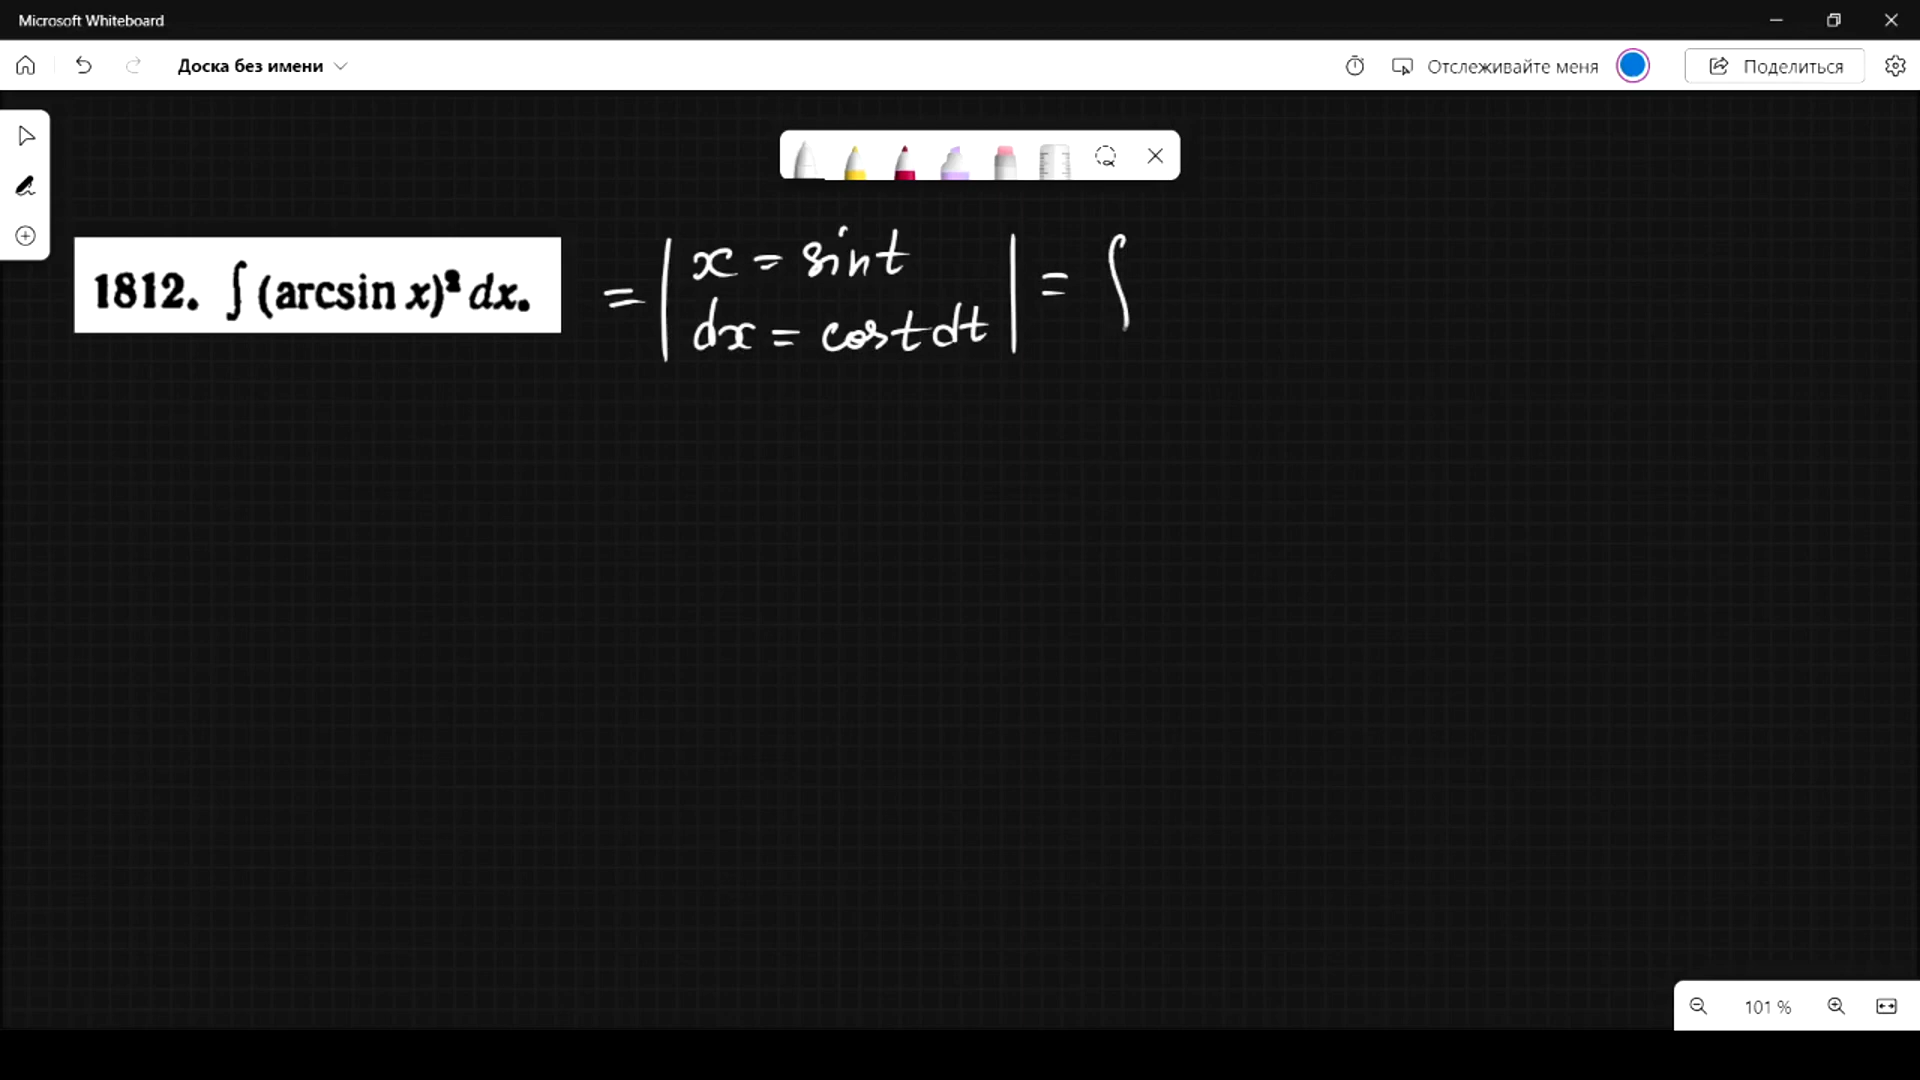 Microsoft Whiteboard
Доска без имени
Отслеживайте меня
Поделиться
1812. ∫ (arcsin x)² dx.
= | x = sin t
dx = cos t dt | = ∫
101 %